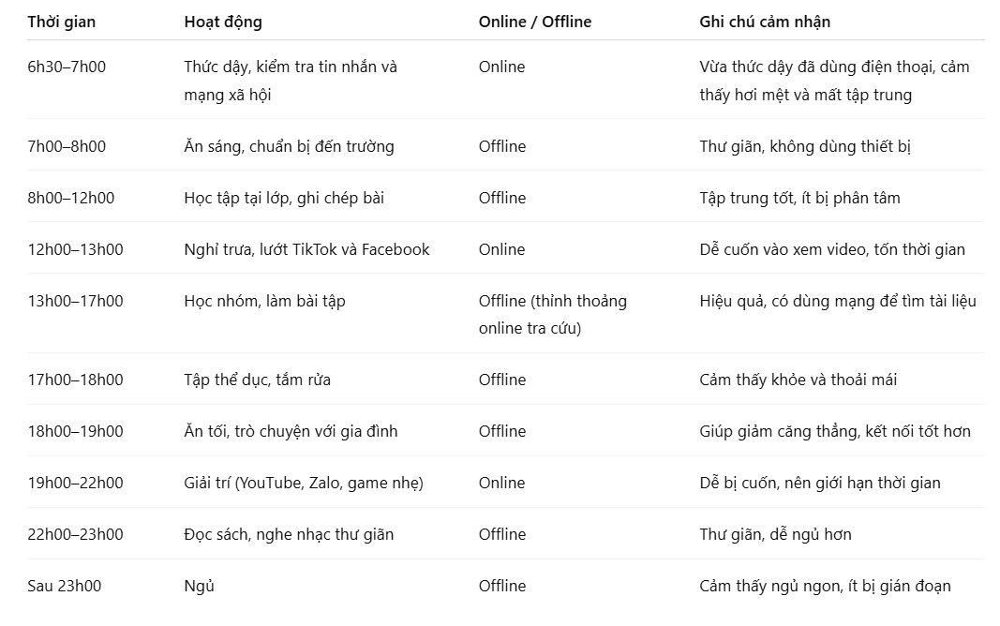 Thời gian Hoạt động Online / Offline Ghi chú cảm nhận
6h30–7h00 Thức dậy, kiểm tra tin nhắn và Online Vừa thức dậy đã dùng điện thoại, cảm
mạng xã hội thấy hơi mệt và mất tập trung
7h00–8h00 Ăn sáng, chuẩn bị đến trường Offline Thư giãn, không dùng thiết bị
8h00–12h00 Học tập tại lớp, ghi chép bài Offline Tập trung tốt, ít bị phân tâm
12h00–13h00 Nghỉ trưa, lướt TikTok và Facebook Online Dễ cuốn vào xem video, tốn thời gian
13h00–17h00 Học nhóm, làm bài tập Offline (thỉnh thoảng Hiệu quả, có dùng mạng để tìm tài liệu
online tra cứu)
17h00–18h00 Tập thể dục, tắm rửa Offline Cảm thấy khỏe và thoải mái
18h00–19h00 Ăn tối, trò chuyện với gia đình Offline Giúp giảm căng thẳng, kết nối tốt hơn
19h00–22h00 Giải trí (YouTube, Zalo, game nhẹ) Online Dễ bị cuốn, nên giới hạn thời gian
22h00–23h00 Đọc sách, nghe nhạc thư giãn Offline Thư giãn, dễ ngủ hơn
Sau 23h00 Ngủ Offline Cảm thấy ngủ ngon, ít bị gián đoạn